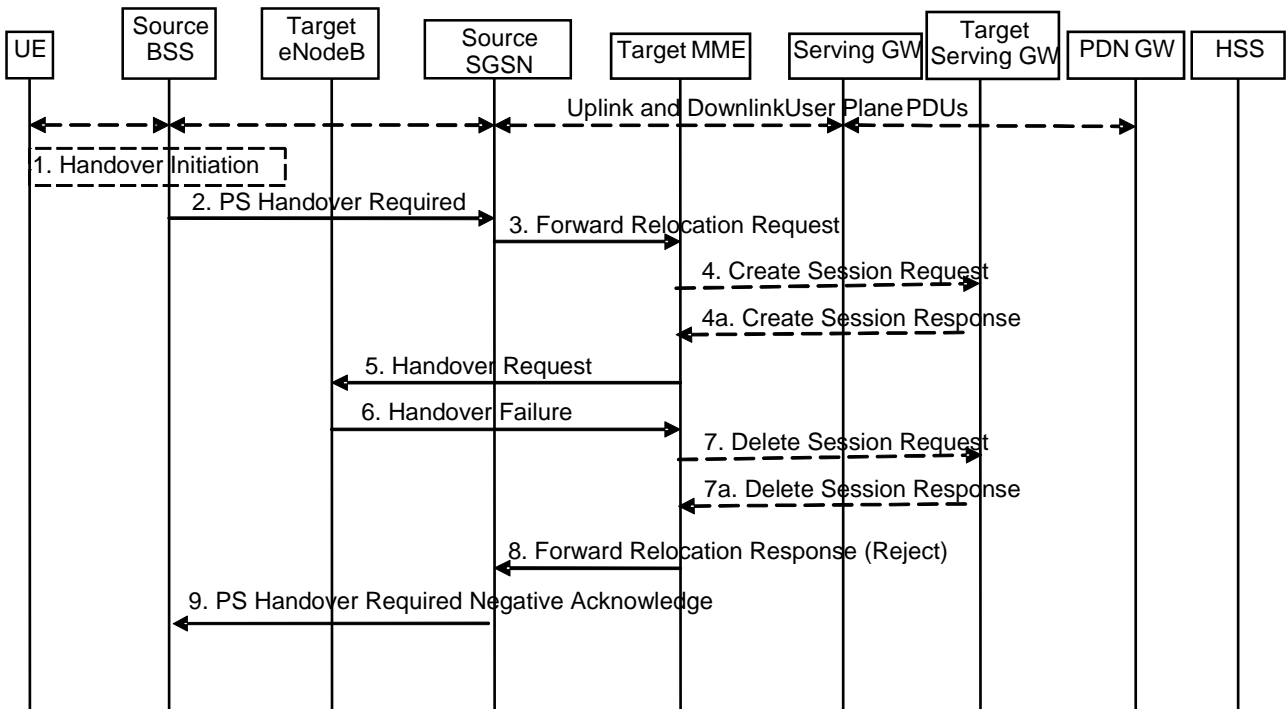 UE
Source
BSS
Target
eNodeB
Source
SGSN
Target MME
Serving GW
Target
Serving GW
PDN GW
HSS
Uplink and Downlink User Plane PDUs
1. Handover Initiation
2. PS Handover Required
3. Forward Relocation Request
4. Create Session Request
4a. Create Session Response
5. Handover Request
6. Handover Failure
7. Delete Session Request
7a. Delete Session Response
8. Forward Relocation Response (Reject)
9. PS Handover Required Negative Acknowledge